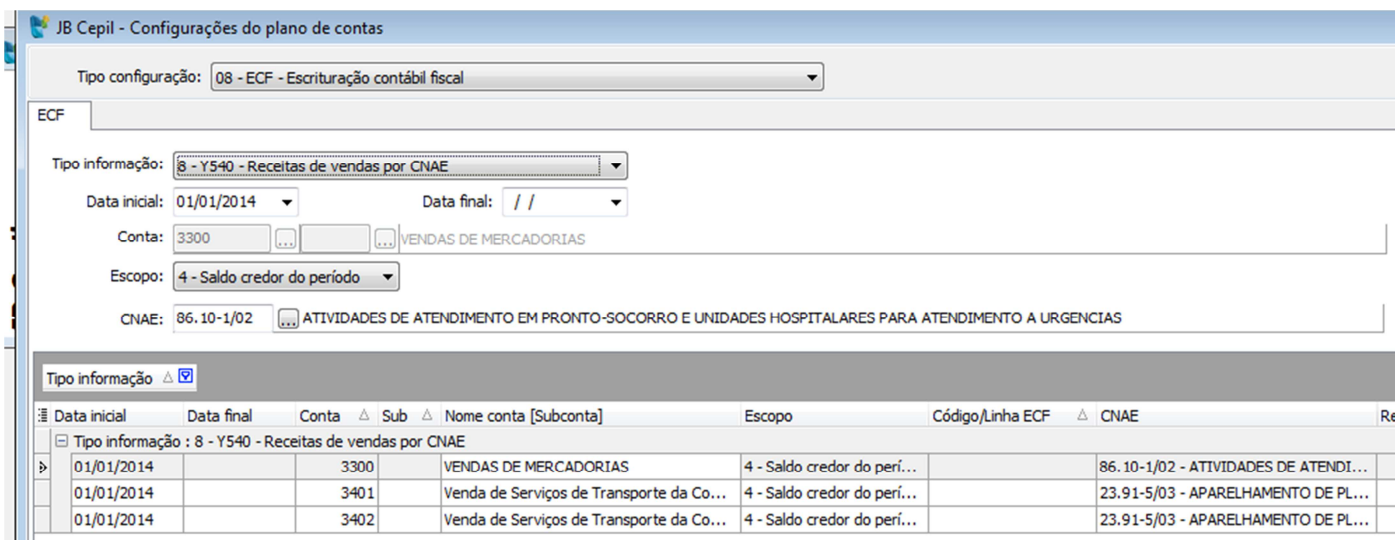 JB Cepil - Configurações do plano de contas
Tipo configuração: 08 - ECF - Escrituração contábil fiscal
ECF
Tipo informação: 8 - Y540 - Receitas de vendas por CNAE
Data inicial: 01/01/2014 Data final: / /
Conta: 3300 ... ... VENDAS DE MERCADORIAS
Escopo: 4 - Saldo credor do período
CNAE: 86.10-1/02 ... ATIVIDADES DE ATENDIMENTO EM PRONTO-SOCORRO E UNIDADES HOSPITALARES PARA ATENDIMENTO A URGENCIAS
Tipo informação
Data inicial Data final Conta Sub Nome conta [Subconta] Escopo Código/Linha ECF CNAE Re
Tipo informação : 8 - Y540 - Receitas de vendas por CNAE
01/01/2014 3300 VENDAS DE MERCADORIAS 4 - Saldo credor do perí... 86.10-1/02 - ATIVIDADES DE ATENDI...
01/01/2014 3401 Venda de Serviços de Transporte da Co... 4 - Saldo credor do perí... 23.91-5/03 - APARELHAMENTO DE PL...
01/01/2014 3402 Venda de Serviços de Transporte da Co... 4 - Saldo credor do perí... 23.91-5/03 - APARELHAMENTO DE PL...